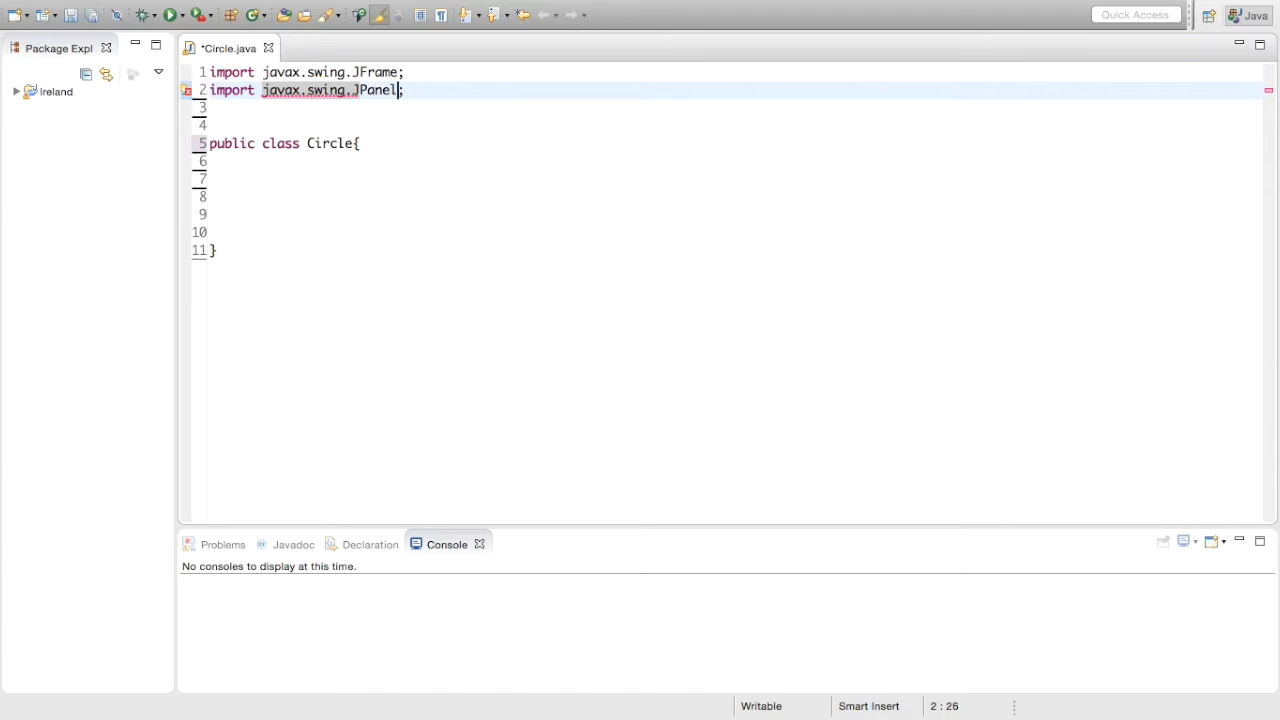 Quick Access
Java
Package Expl
*Circle.java
Ireland
1 import javax.swing.JFrame;
2 import javax.swing.JPanel;
3
4
5 public class Circle{
6
7
8
9
10
11 }
Problems @ Javadoc Declaration Console
No consoles to display at this time.
Writable Smart Insert 2 : 26